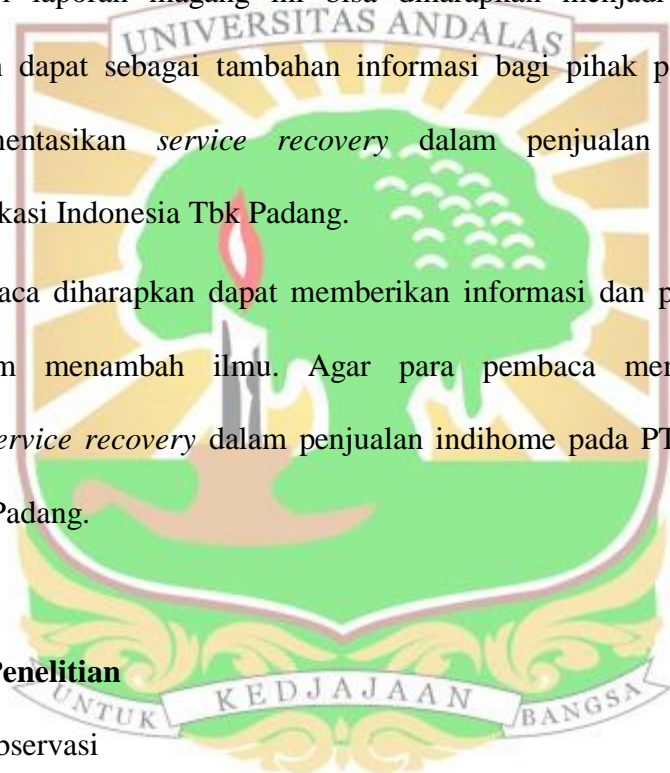 laporan magang ini bisa diharapkan menjadi
UNIVERSITAS ANDALAS
dapat sebagai tambahan informasi bagi pihak p
mentasikan service recovery dalam penjualan
kasi Indonesia Tbk Padang.
aca diharapkan dapat memberikan informasi dan p
m menambah ilmu. Agar para pembaca men
service recovery dalam penjualan indihome pada PT
Padang.
Penelitian
UNTUK KEDJAJAAN BANGSA
bservasi